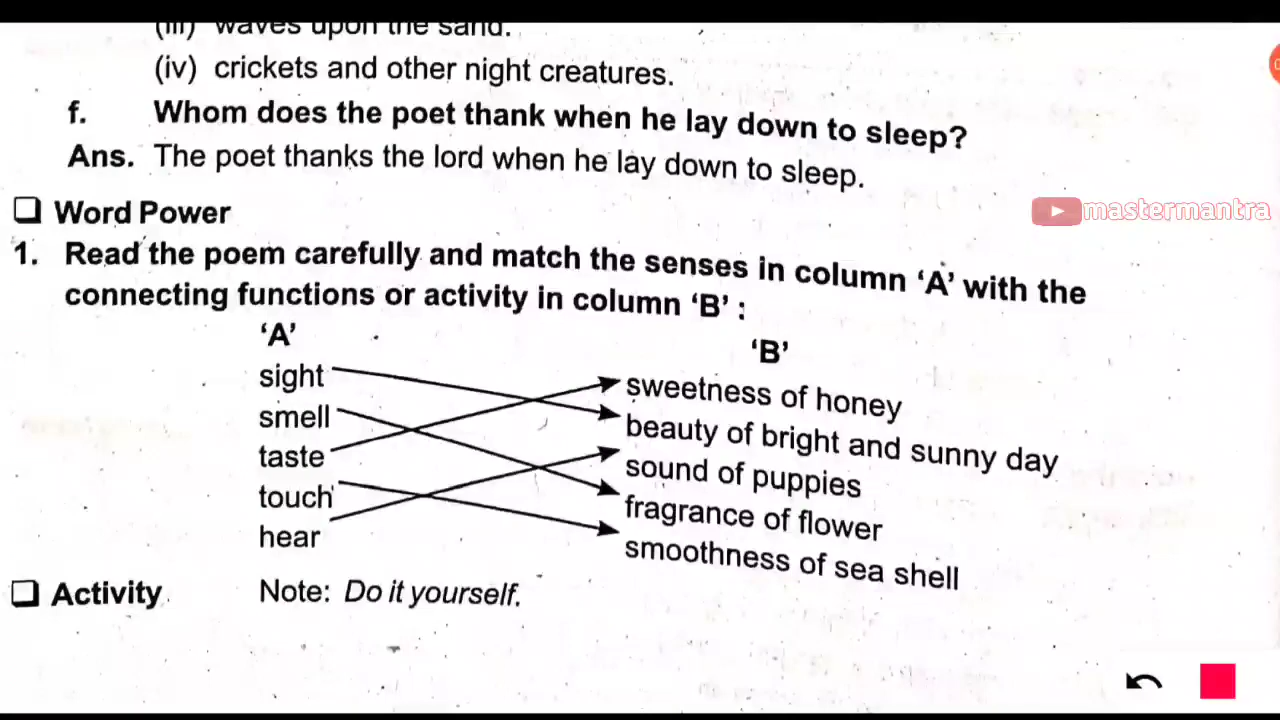 (iii) waves upon the sand.
(iv) crickets and other night creatures.
f. Whom does the poet thank when he lay down to sleep?
Ans. The poet thanks the lord when he lay down to sleep.
❑ Word Power
mastermantra
1. Read the poem carefully and match the senses in column ‘A’ with the
connecting functions or activity in column ‘B’ :
‘A’ ‘B’
sight sweetness of honey
smell beauty of bright and sunny day
taste sound of puppies
touch fragrance of flower
hear smoothness of sea shell
❑ Activity Note: Do it yourself.